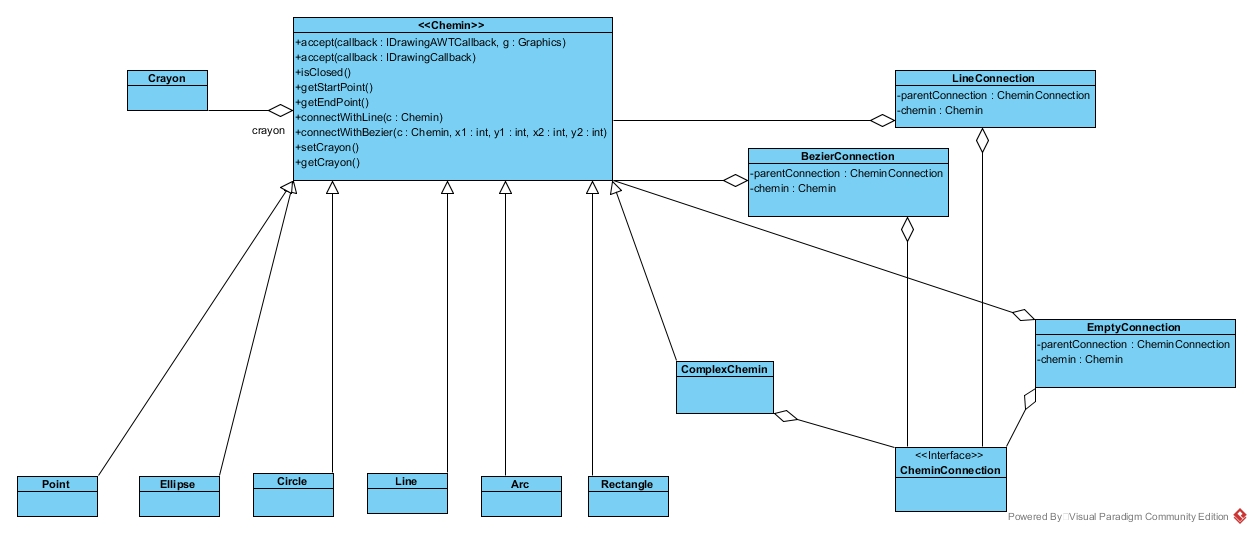 <<Chemin>>
+accept(callback : IDrawingAWTCallback, g : Graphics)
+accept(callback : IDrawingCallback)
+isClosed()
+getStartPoint()
+getEndPoint()
+connectWithLine(c : Chemin)
+connectWithBezier(c : Chemin, x1 : int, y1 : int, x2 : int, y2 : int)
+setCrayon()
+getCrayon()
Crayon
crayon
LineConnection
-parentConnection : CheminConnection
-chemin : Chemin
BezierConnection
-parentConnection : CheminConnection
-chemin : Chemin
EmptyConnection
-parentConnection : CheminConnection
-chemin : Chemin
ComplexChemin
<<Interface>>
CheminConnection
Point
Ellipse
Circle
Line
Arc
Rectangle
Powered By Visual Paradigm Community Edition